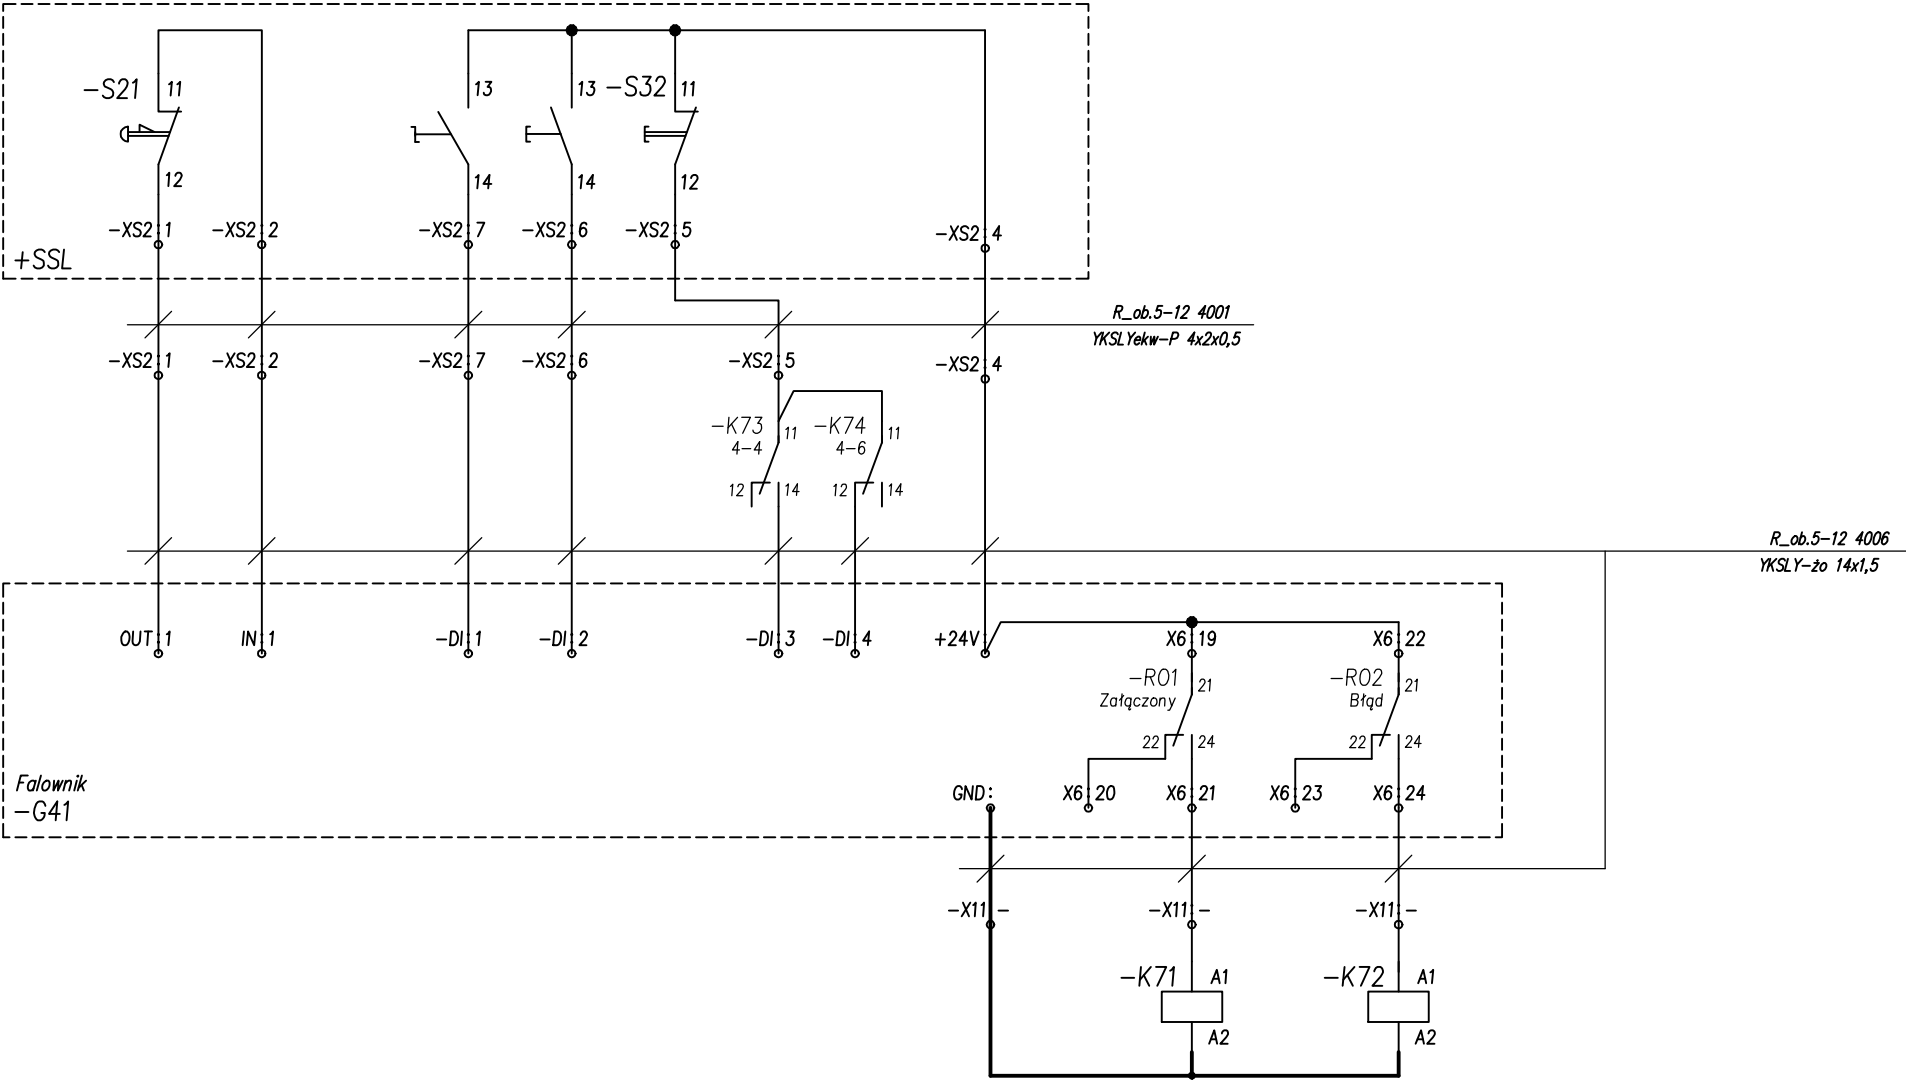 -S21 11
13
13 -S32 11
12
14
14
12
-XS2:1 -XS2:2 -XS2:7 -XS2:6 -XS2:5 -XS2:4
+SSL
R_ob.5-12 4001
YKSLYekw-P 4x2x0,5
-XS2:1 -XS2:2 -XS2:7 -XS2:6 -XS2:5 -XS2:4
-K73 11 -K74 11
4-4 4-6
12 14 12 14
R_ob.5-12 4006
YKSLY-żo 14x1,5
OUT:1 IN:1 -DI:1 -DI:2 -DI:3 -DI:4 +24V: X6:19 X6:22
-RO1 21 -RO2 21
Załączony Błąd
22 24 22 24
Falownik
-G41
GND: X6:20 X6:21 X6:23 X6:24
-X11:- -X11:- -X11:-
-K71 A1 -K72 A1
A2 A2